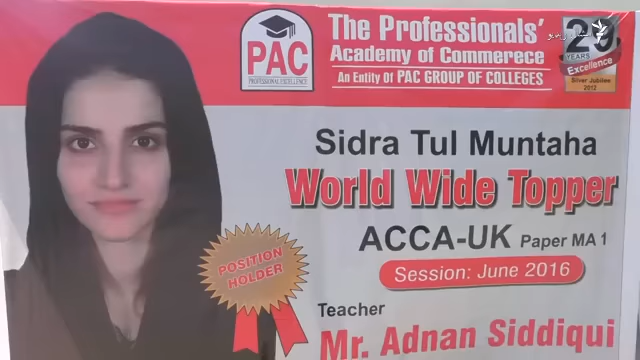 PAC
PROFESSIONAL EXCELLENCE
The Professionals'
Academy of Commerece
An Entity Of PAC GROUP OF COLLEGES
YEARS
Excellence
Silver Jubilee
2012
Sidra Tul Muntaha
World Wide Topper
ACCA-UK Paper MA 1
Session: June 2016
POSITION
HOLDER
Teacher
Mr. Adnan Siddiqui